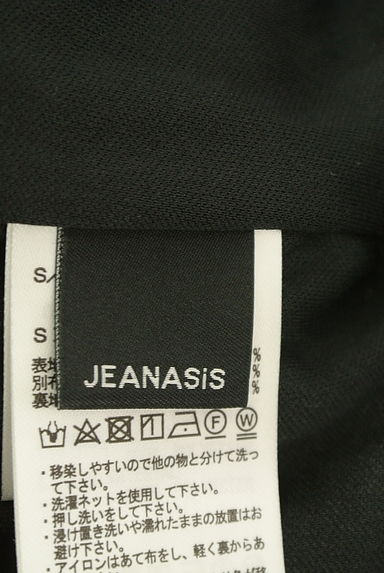 S/
S
表地
別布
裏地
%
%
%
JEANASiS
F W
・移染しやすいので他の物と分けて洗っ
て下さい。
・洗濯ネットを使用して下さい。
・押し洗いをして下さい。
・浸け置き洗いや濡れたままの放置はお
避け下さい。
・アイロンはあて布をし、軽く裏からあ